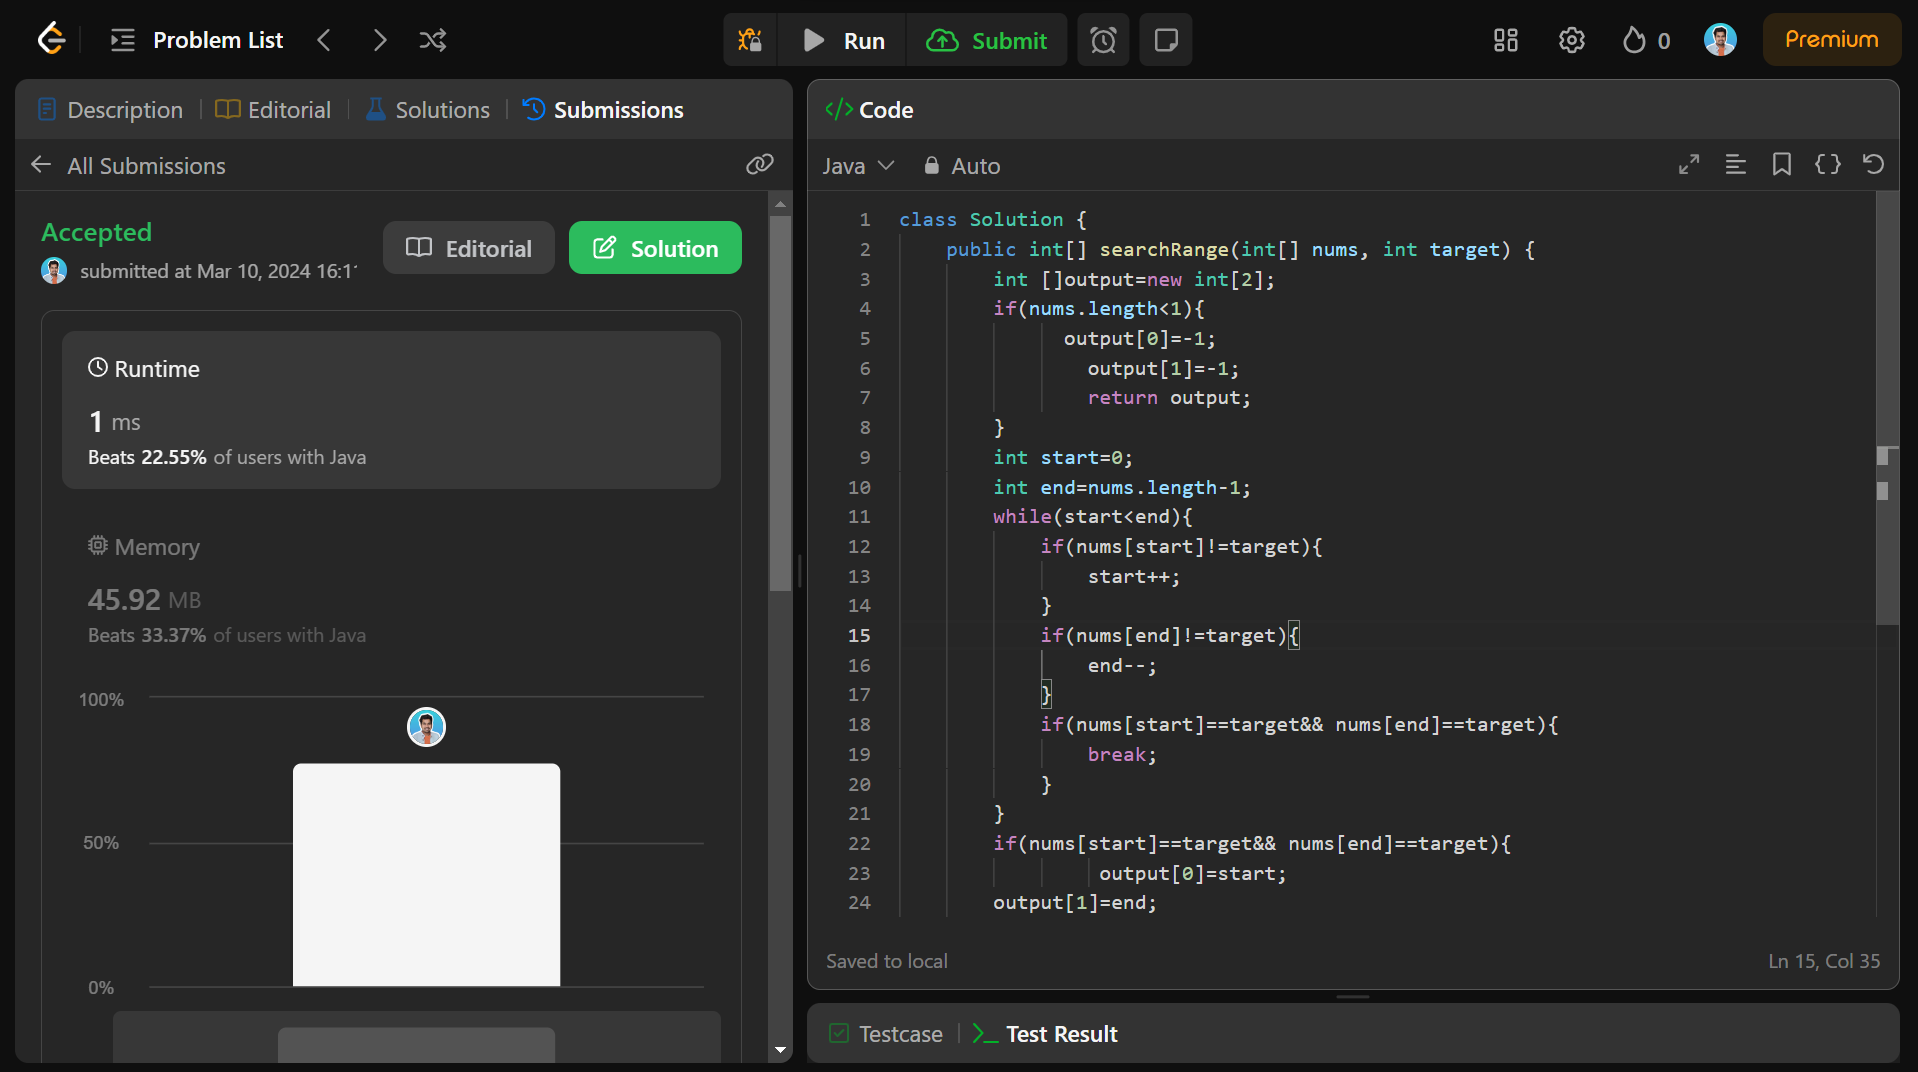 Problem List
Run
Submit
0
Premium
Description
Editorial
Solutions
Submissions
All Submissions
Accepted
submitted at Mar 10, 2024 16:1
Editorial
Solution
Runtime
1 ms
Beats 22.55% of users with Java
Memory
45.92 MB
Beats 33.37% of users with Java
100%
50%
0%
</> Code
Java
Auto
1 class Solution {
2 public int[] searchRange(int[] nums, int target) {
3 int []output=new int[2];
4 if(nums.length<1){
5 output[0]=-1;
6 output[1]=-1;
7 return output;
8 }
9 int start=0;
10 int end=nums.length-1;
11 while(start<end){
12 if(nums[start]!=target){
13 start++;
14 }
15 if(nums[end]!=target){
16 end--;
17 }
18 if(nums[start]==target&& nums[end]==target){
19 break;
20 }
21 }
22 if(nums[start]==target&& nums[end]==target){
23 output[0]=start;
24 output[1]=end;
Saved to local
Ln 15, Col 35
Testcase
Test Result